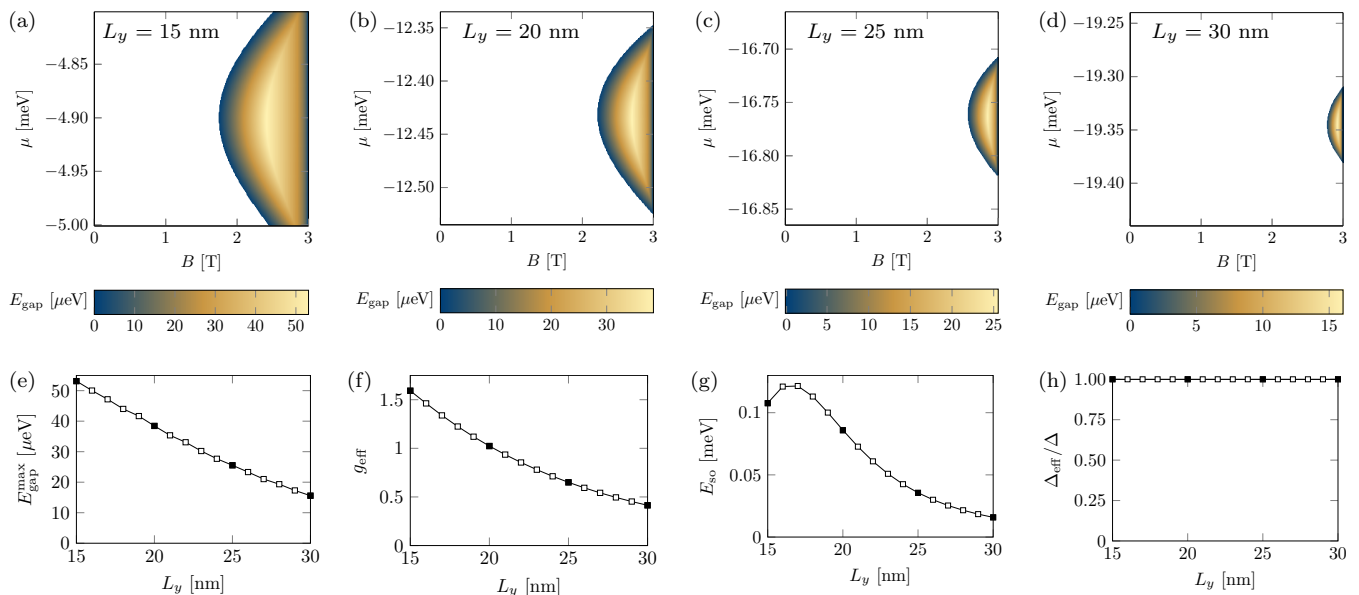 (a)
L_y = 15 nm
μ [meV]
−4.85
−4.90
−4.95
−5.00
0 1 2 3
B [T]
E_gap [μeV]
0 10 20 30 40 50
(b)
L_y = 20 nm
μ [meV]
−12.35
−12.40
−12.45
−12.50
0 1 2 3
B [T]
E_gap [μeV]
0 10 20 30
(c)
L_y = 25 nm
μ [meV]
−16.70
−16.75
−16.80
−16.85
0 1 2 3
B [T]
E_gap [μeV]
0 5 10 15 20 25
(d)
L_y = 30 nm
μ [meV]
−19.25
−19.30
−19.35
−19.40
0 1 2 3
B [T]
E_gap [μeV]
0 5 10 15
(e)
E_gap^max [μeV]
50
40
30
20
10
0
15 20 25 30
L_y [nm]
(f)
g_eff
1.5
1
0.5
0
15 20 25 30
L_y [nm]
(g)
E_so [meV]
0.1
0.05
0
15 20 25 30
L_y [nm]
(h)
Δ_eff/Δ
1.00
0.75
0.50
0.25
0
15 20 25 30
L_y [nm]